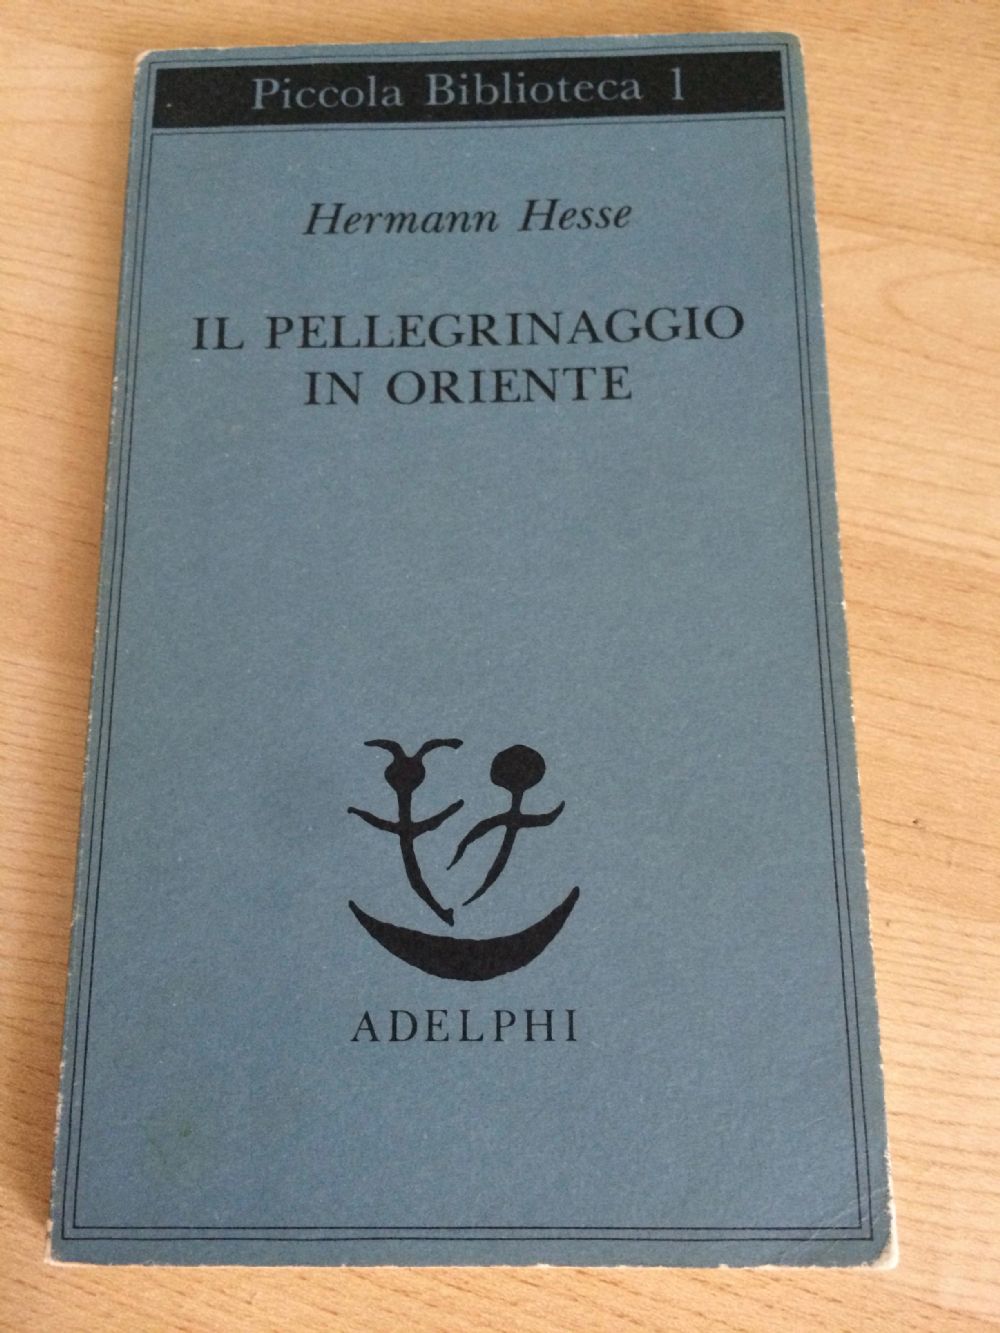 Piccola Biblioteca 1
Hermann Hesse
IL PELLEGRINAGGIO
IN ORIENTE
ADELPHI